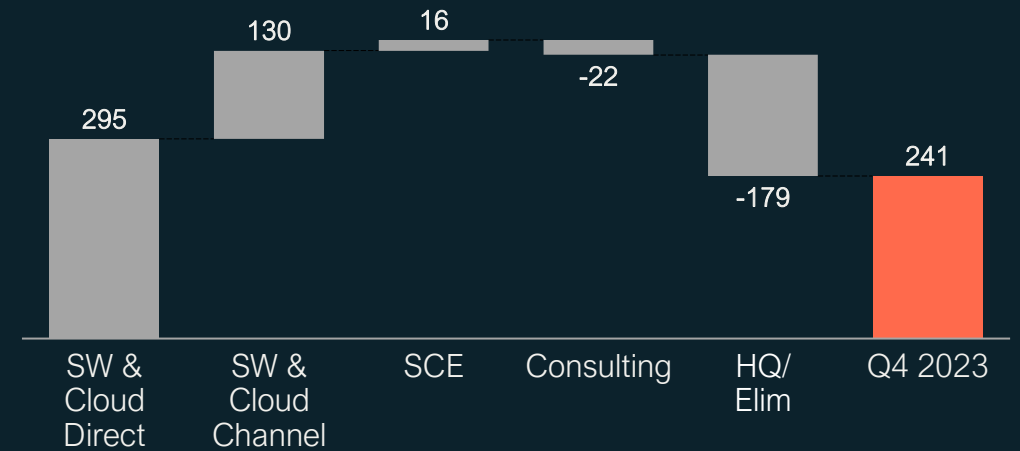 295
130
16
-22
-179
241
SW &
Cloud
Direct
SW &
Cloud
Channel
SCE
Consulting
HQ/
Elim
Q4 2023